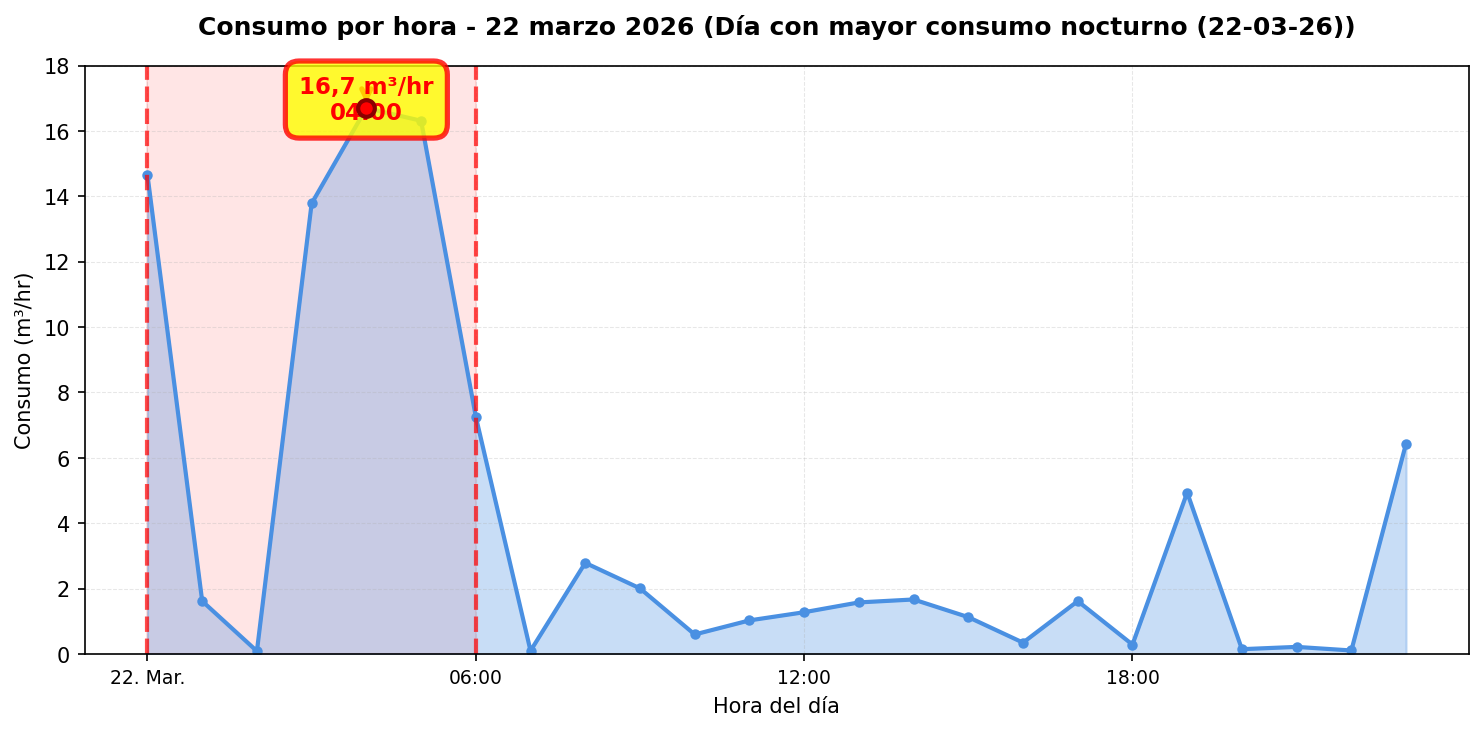 Consumo por hora - 22 marzo 2026 (Día con mayor consumo nocturno (22-03-26))
16,7 m³/hr
04:00
Consumo (m³/hr)
18
16
14
12
10
8
6
4
2
0
22. Mar.
06:00
12:00
18:00
Hora del día